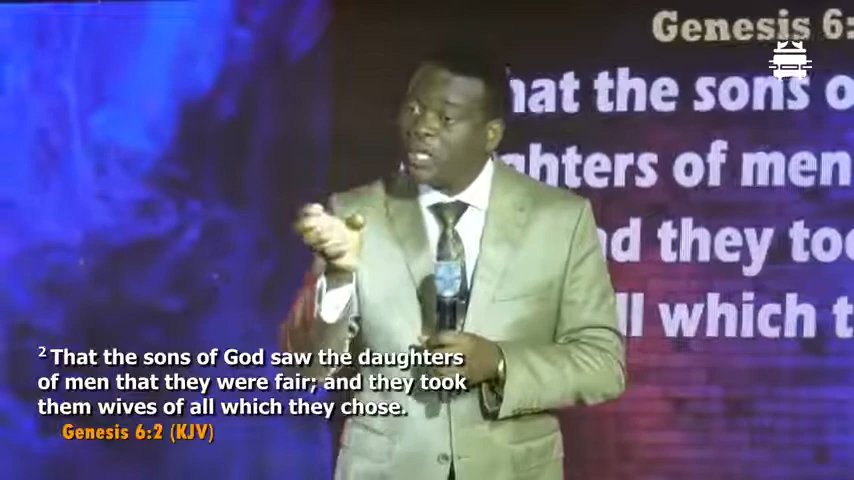 Genesis 6:
hat the sons o
ghters of men
nd they too
ll which t
2 That the sons of God saw the daughters
of men that they were fair; and they took
them wives of all which they chose.
Genesis 6:2 (KJV)